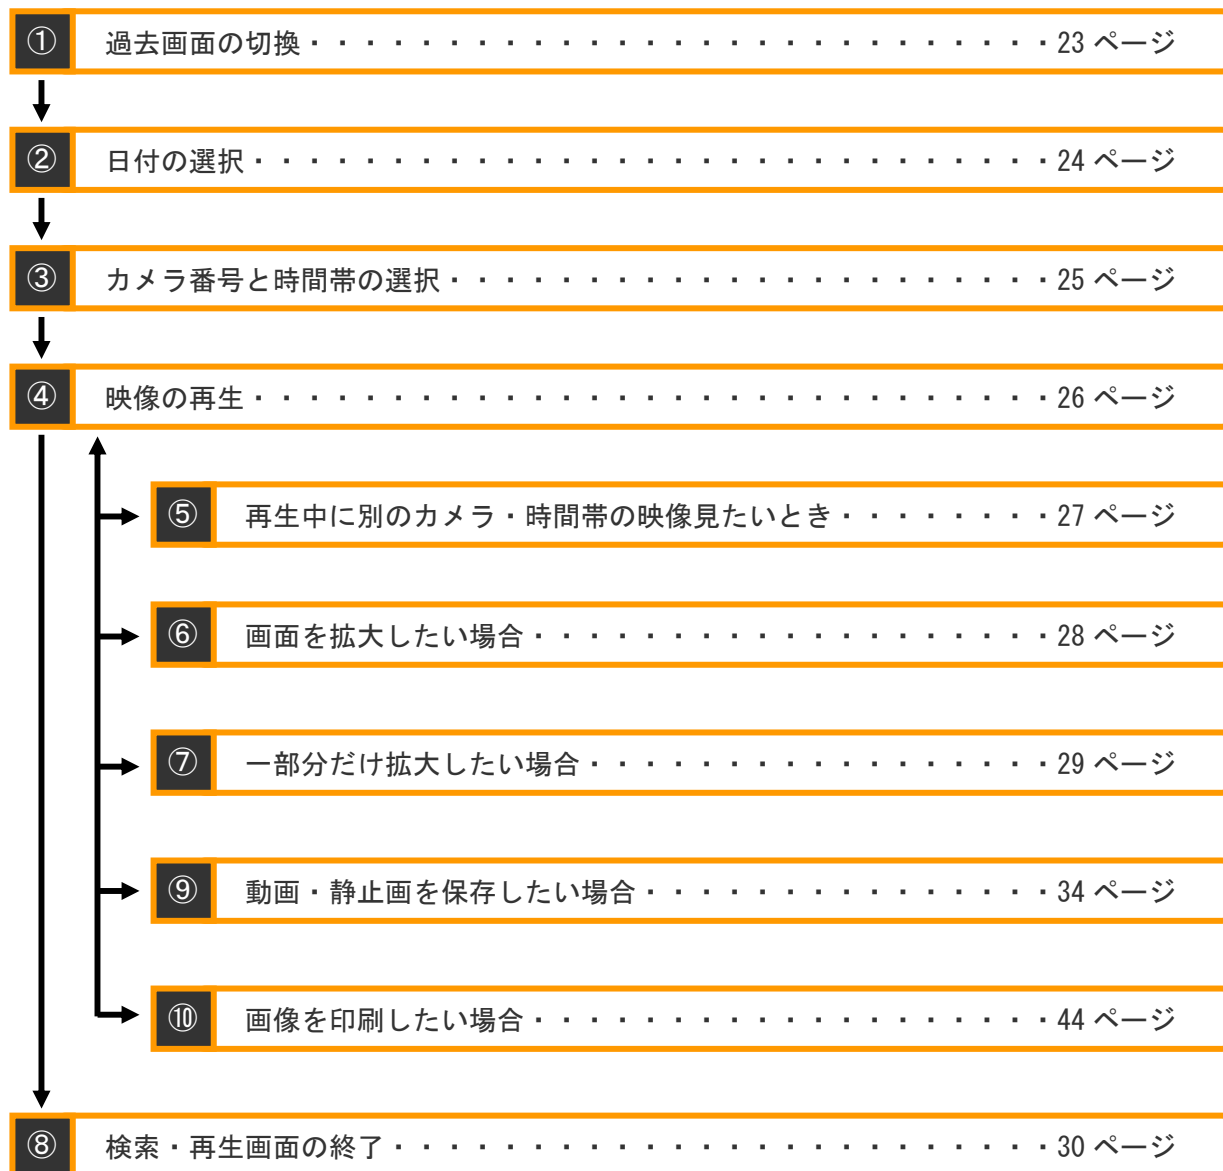 ① 過去画面の切換・・・・・・・・・・・・・・・・・・・・・・・・・・・23 ページ
② 日付の選択・・・・・・・・・・・・・・・・・・・・・・・・・・・・・24 ページ
③ カメラ番号と時間帯の選択・・・・・・・・・・・・・・・・・・・・・・25 ページ
④ 映像の再生・・・・・・・・・・・・・・・・・・・・・・・・・・・・・26 ページ
⑤ 再生中に別のカメラ・時間帯の映像見たいとき・・・・・・・・27 ページ
⑥ 画面を拡大したい場合・・・・・・・・・・・・・・・・・・・28 ページ
⑦ 一部分だけ拡大したい場合・・・・・・・・・・・・・・・・・29 ページ
⑨ 動画・静止画を保存したい場合・・・・・・・・・・・・・・・34 ページ
⑩ 画像を印刷したい場合・・・・・・・・・・・・・・・・・・・44 ページ
⑧ 検索・再生画面の終了・・・・・・・・・・・・・・・・・・・・・・・・30 ページ